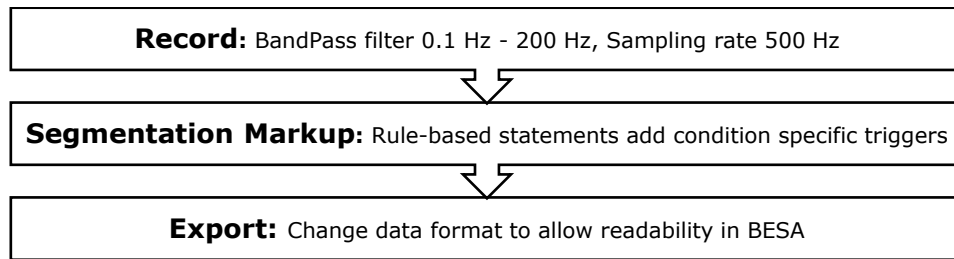 Record: BandPass filter 0.1 Hz - 200 Hz, Sampling rate 500 Hz
Segmentation Markup: Rule-based statements add condition specific triggers
Export: Change data format to allow readability in BESA